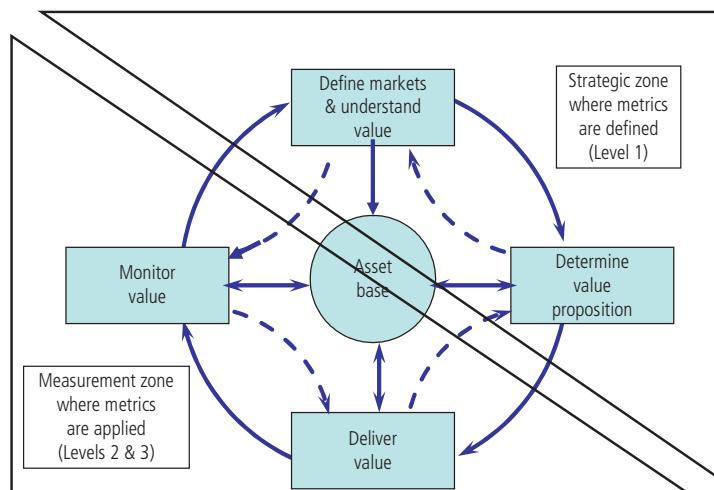 Define markets
& understand
value
Strategic zone
where metrics
are defined
(Level 1)
Monitor
value
Asset
base
Determine
value
proposition
Measurement zone
where metrics
are applied
(Levels 2 & 3)
Deliver
value